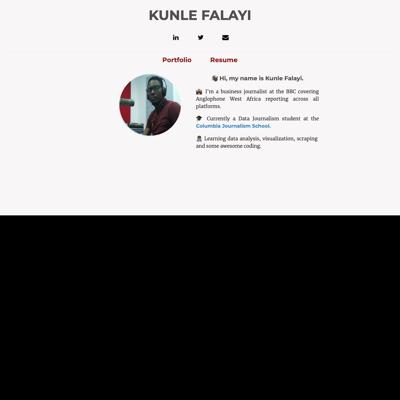 KUNLE FALAYI
Portfolio Resume
👋🏿 Hi, my name is Kunle Falayi.
I'm a business journalist at the BBC covering
Anglophone West Africa reporting across all
platforms.
🎓 Currently a Data Journalism student at the
Columbia Journalism School.
Learning data analysis, visualization, scraping
and some awesome coding.